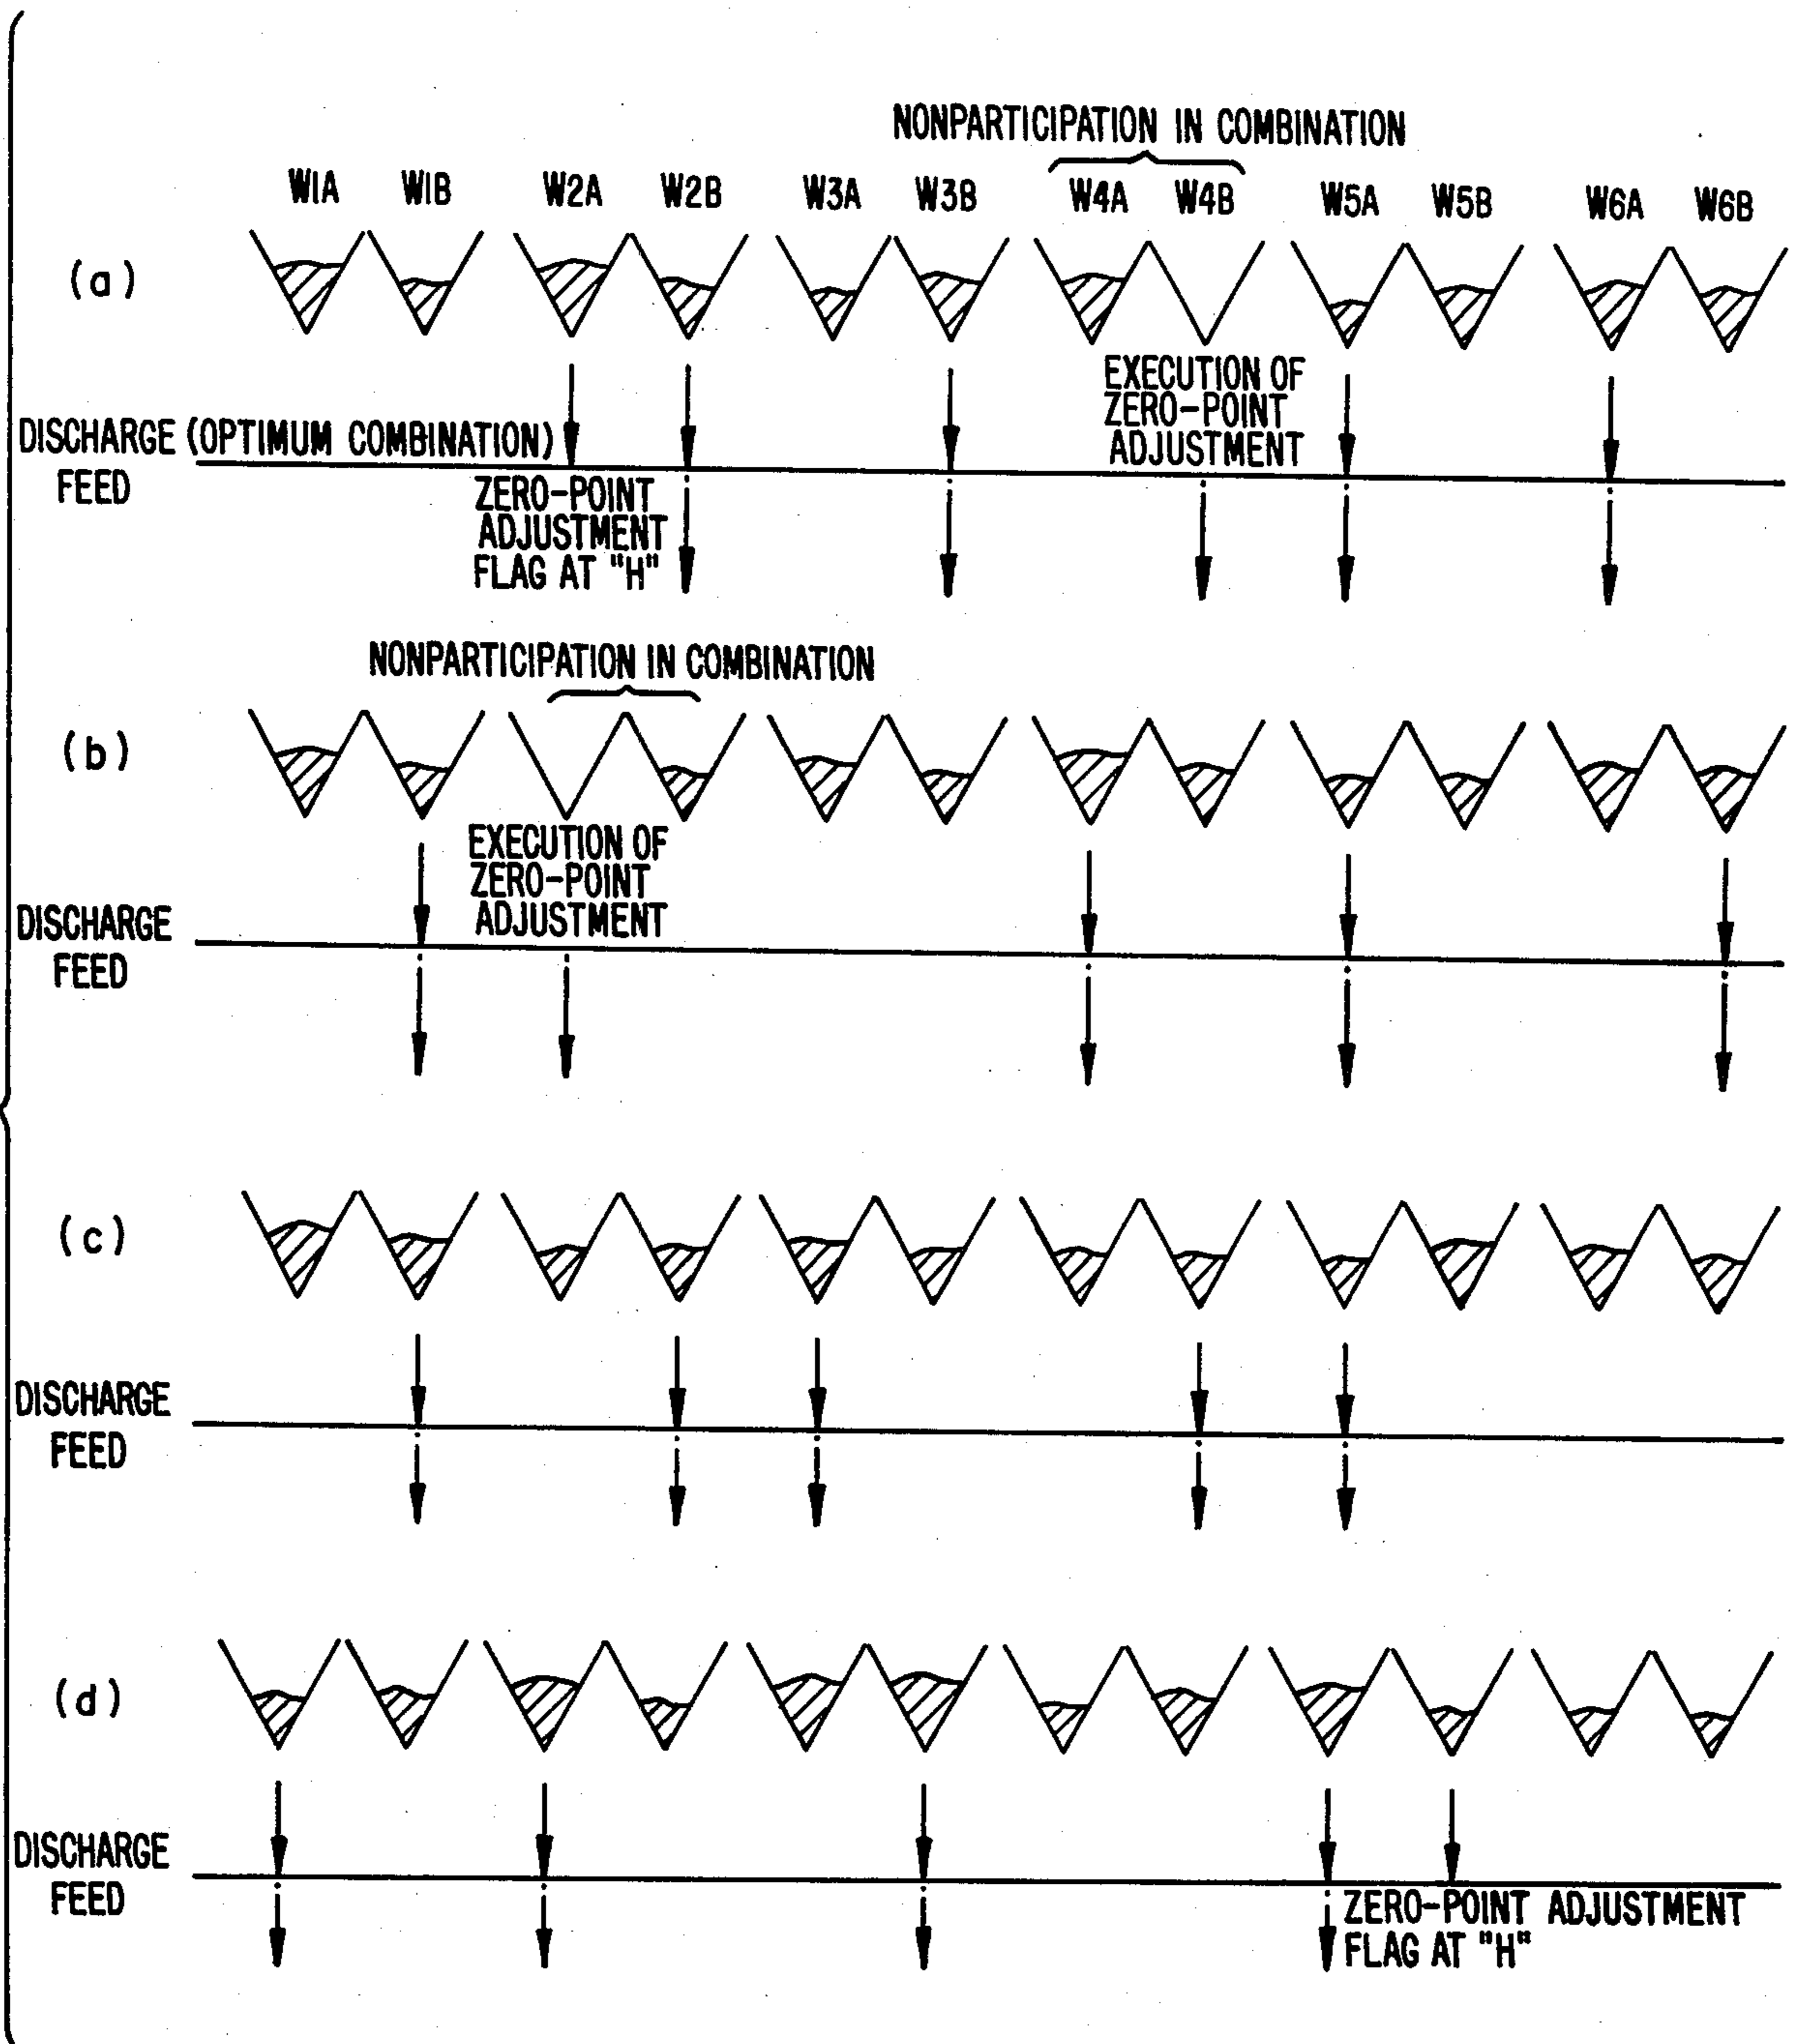 NONPARTICIPATION IN COMBINATION
W1A W1B W2A W2B W3A W3B W4A W4B W5A W5B W6A W6B
(a)
EXECUTION OF
ZERO-POINT
ADJUSTMENT
DISCHARGE (OPTIMUM COMBINATION)
FEED
ZERO-POINT
ADJUSTMENT
FLAG AT "H"
NONPARTICIPATION IN COMBINATION
(b)
EXECUTION OF
ZERO-POINT
ADJUSTMENT
DISCHARGE
FEED
(c)
DISCHARGE
FEED
(d)
DISCHARGE
FEED
ZERO-POINT ADJUSTMENT
FLAG AT "H"